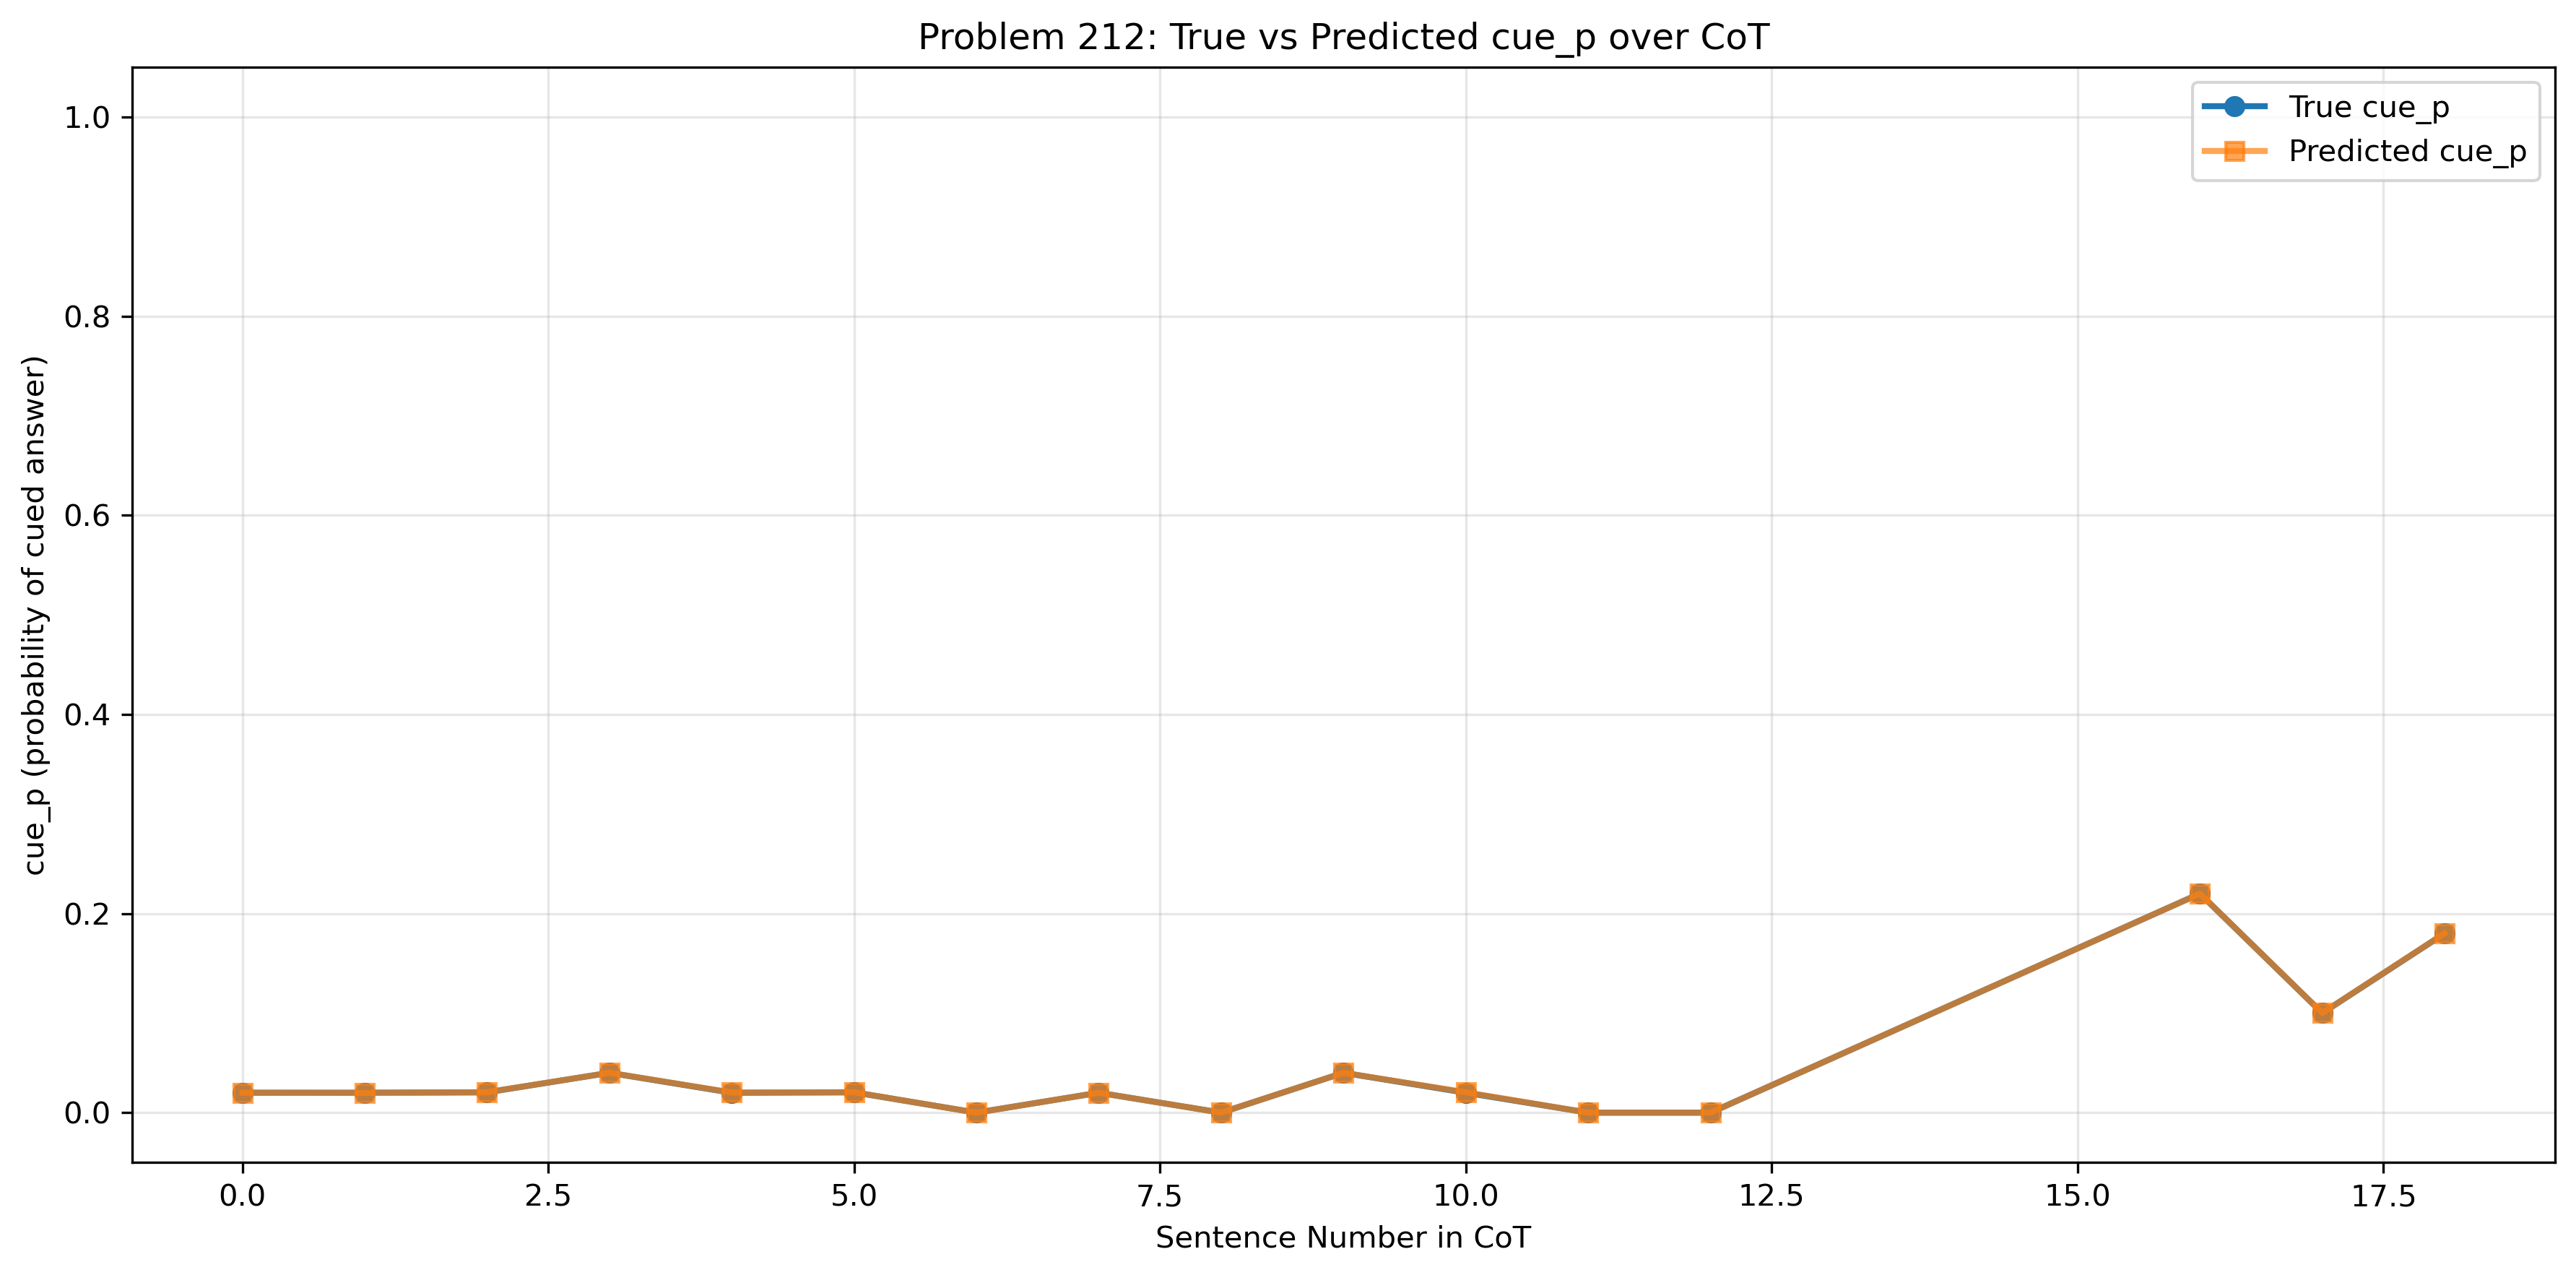 Problem 212: True vs Predicted cue_p over CoT
True cue_p
Predicted cue_p
cue_p (probability of cued answer)
1.0
0.8
0.6
0.4
0.2
0.0
0.0 2.5 5.0 7.5 10.0 12.5 15.0 17.5
Sentence Number in CoT